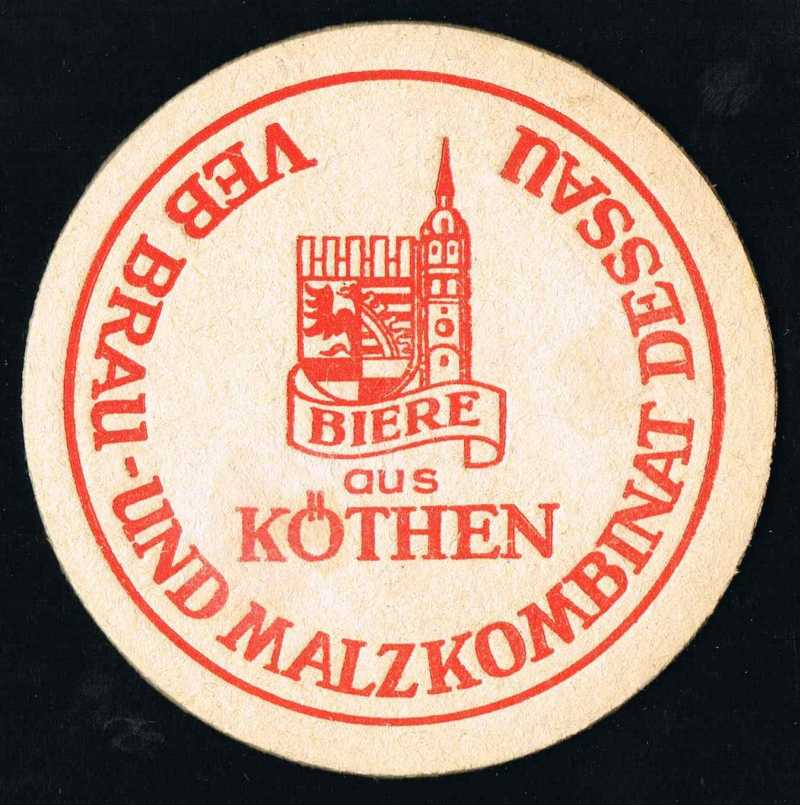 VEB BRAU-UND MALZKOMBINAT DESSAU
BIERE
aus
KÖTHEN